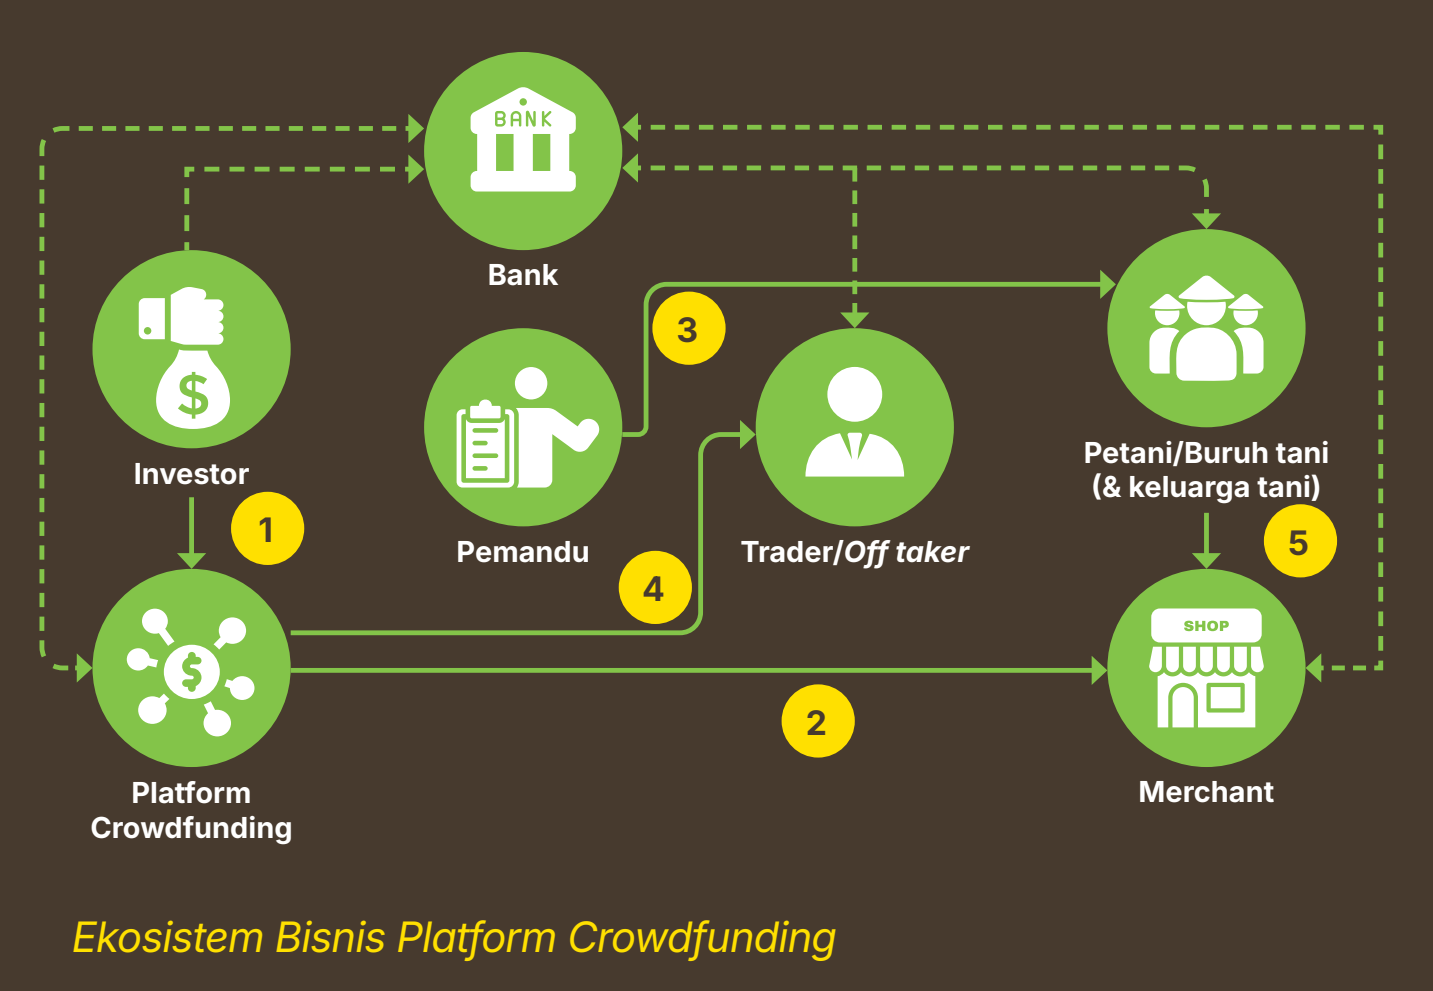 BANK
Bank
Investor
1
3
Pemandu
Trader/Off taker
4
Petani/Buruh tani
(& keluarga tani)
5
$
$
SHOP
2
Platform
Crowdfunding
Merchant
Ekosistem Bisnis Platform Crowdfunding